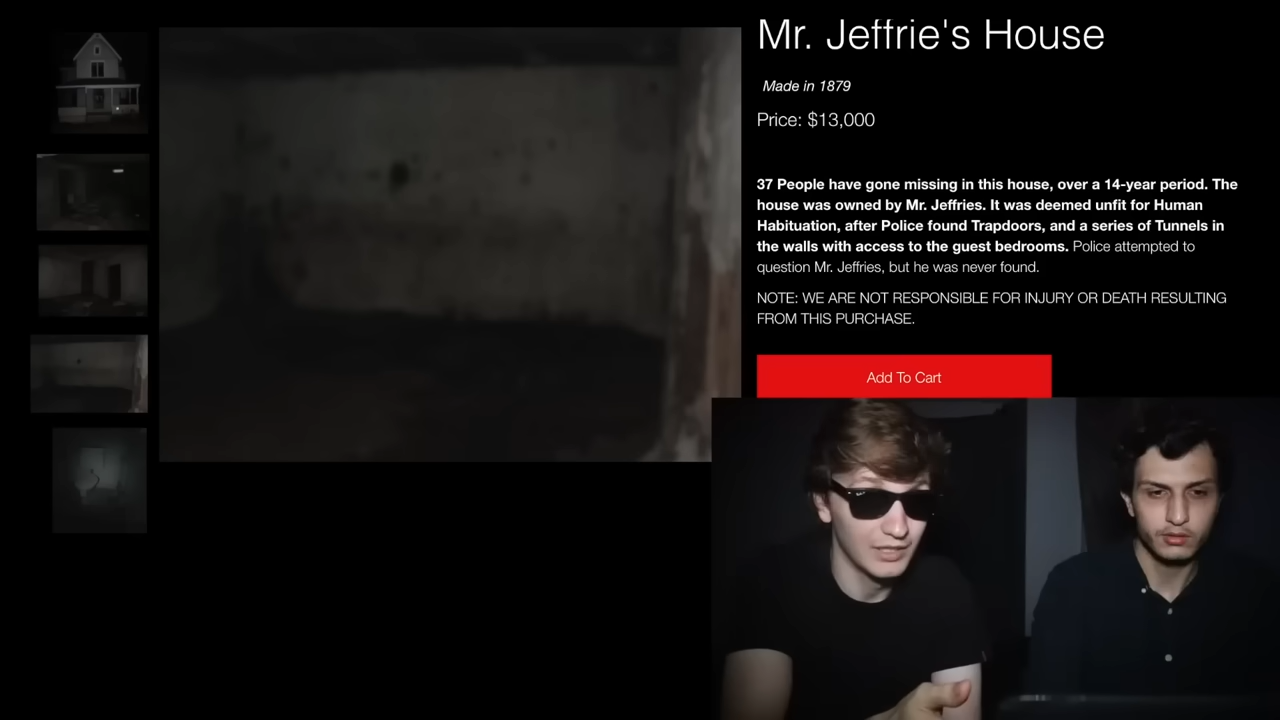 Mr. Jeffrie's House
Made in 1879
Price: $13,000
37 People have gone missing in this house, over a 14-year period. The
house was owned by Mr. Jeffries. It was deemed unfit for Human
Habituation, after Police found Trapdoors, and a series of Tunnels in
the walls with access to the guest bedrooms. Police attempted to
question Mr. Jeffries, but he was never found.
NOTE: WE ARE NOT RESPONSIBLE FOR INJURY OR DEATH RESULTING
FROM THIS PURCHASE.
Add To Cart